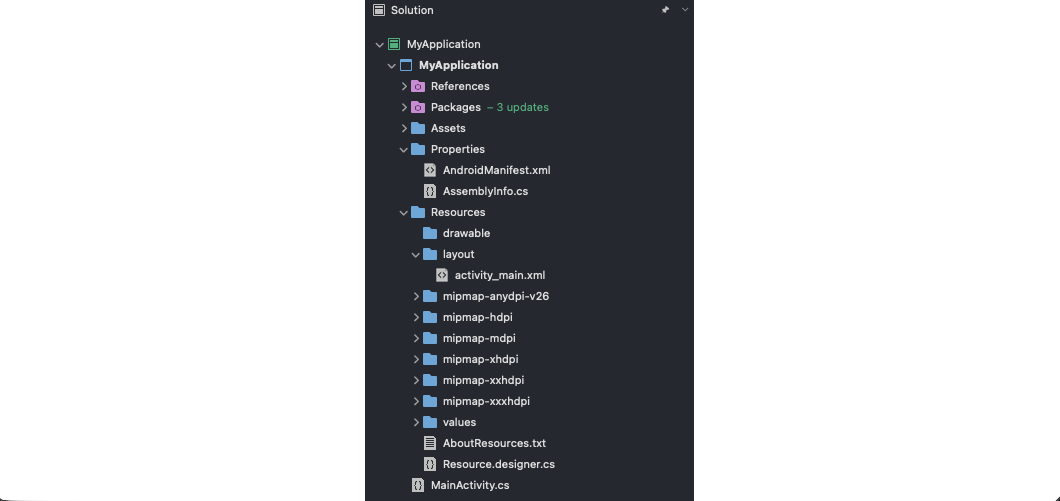 Solution
MyApplication
MyApplication
References
Packages – 3 updates
Assets
Properties
AndroidManifest.xml
AssemblyInfo.cs
Resources
drawable
layout
activity_main.xml
mipmap-anydpi-v26
mipmap-hdpi
mipmap-mdpi
mipmap-xhdpi
mipmap-xxhdpi
mipmap-xxxhdpi
values
AboutResources.txt
Resource.designer.cs
MainActivity.cs